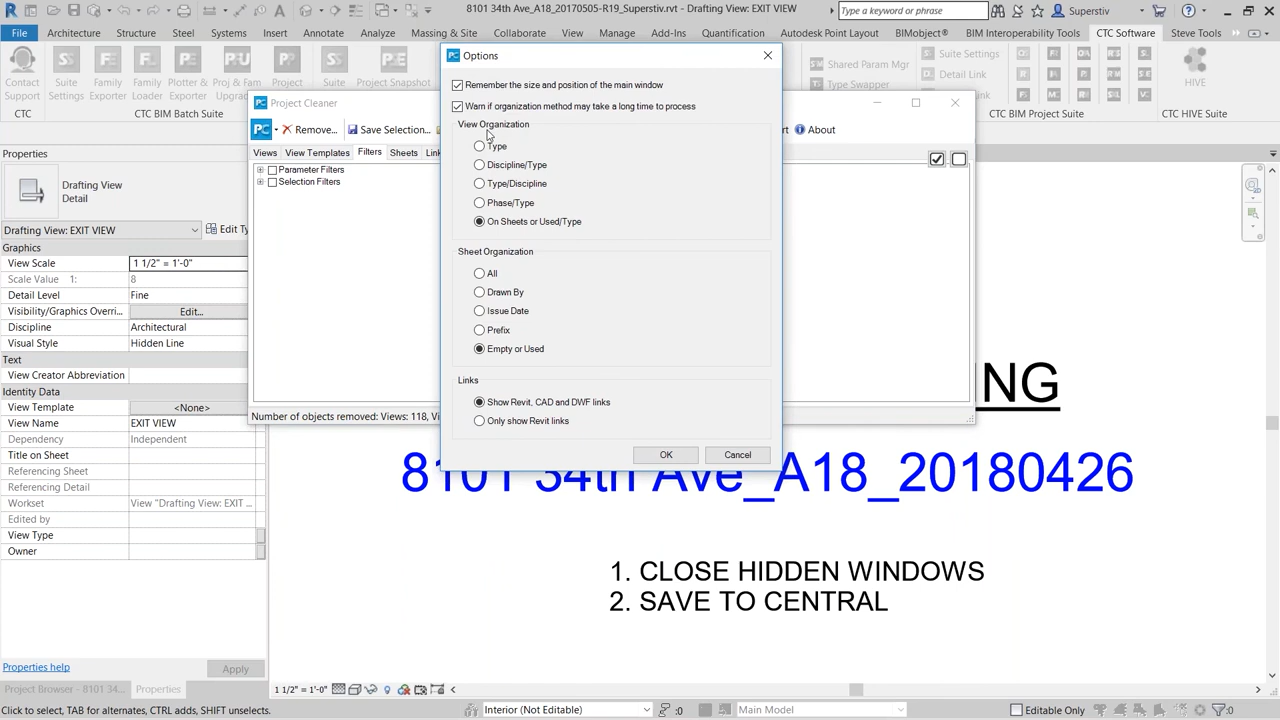 8101 34th Ave_A18_20170505-R19_Superstiv.rvt - Drafting View: EXIT VIEW
Type a keyword or phrase
Superstiv
File Architecture Structure Steel Systems Insert Annotate Analyze Massing & Site Collaborate View Manage Add-Ins Quantification Autodesk Point Layout BIMobject® BIM Interoperability Tools CTC Software Steve Tools
Contact Support
Suite Settings
Family Exporter
Family Loader
Plotter &
Proj & Fam
Project
Project Snapshot
Shared Param Mgr
Type Swapper
Suite Settings
Detail Link
HIVE
CTC
CTC BIM Batch Suite
CTC BIM Project Suite
Properties
Drafting View
Detail
Drafting View: EXIT VIEW
Graphics
View Scale 1 1/2" = 1'-0"
Scale Value 1: 8
Detail Level Fine
Visibility/Graphics Overri... Edit...
Discipline Architectural
Visual Style Hidden Line
Text
View Creator Abbreviation
Identity Data
View Template <None>
View Name EXIT VIEW
Dependency Independent
Title on Sheet
Referencing Sheet
Referencing Detail
Workset View "Drafting View: EXIT ...
Edited by
View Type
Owner
Properties help
Apply
Project Browser - 8101 34... Properties
Project Cleaner
Remove... Save Selection... About
Views View Templates Filters Sheets
Parameter Filters
Selection Filters
Number of objects removed: Views: 118,
Options
Remember the size and position of the main window
Warn if organization method may take a long time to process
View Organization
Type
Discipline/Type
Type/Discipline
Phase/Type
On Sheets or Used/Type
Sheet Organization
All
Drawn By
Issue Date
Prefix
Empty or Used
Links
Show Revit, CAD and DWF links
Only show Revit links
OK Cancel
NG
8101 34th Ave_A18_20180426
1. CLOSE HIDDEN WINDOWS
2. SAVE TO CENTRAL
1 1/2" = 1'-0"
Click to select, TAB for alternates, CTRL adds, SHIFT unselects.
Interior (Not Editable)
:0
Main Model
Editable Only
:0